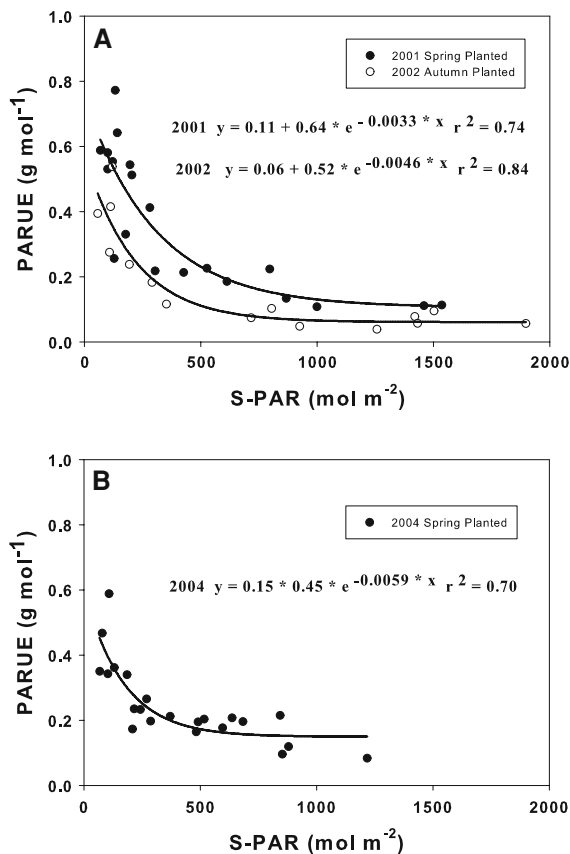 A
1.0
0.8
0.6
0.4
0.2
0.0
PARUE (g mol-1)
● 2001 Spring Planted
○ 2002 Autumn Planted
2001 y = 0.11 + 0.64 * e - 0.0033 * x r 2 = 0.74
2002 y = 0.06 + 0.52 * e -0.0046 * x r 2 = 0.84
0 500 1000 1500 2000
S-PAR (mol m-2)
B
1.0
0.8
0.6
0.4
0.2
0.0
PARUE (g mol-1)
● 2004 Spring Planted
2004 y = 0.15 * 0.45 * e -0.0059 * x r 2 = 0.70
0 500 1000 1500 2000
S-PAR (mol m-2)